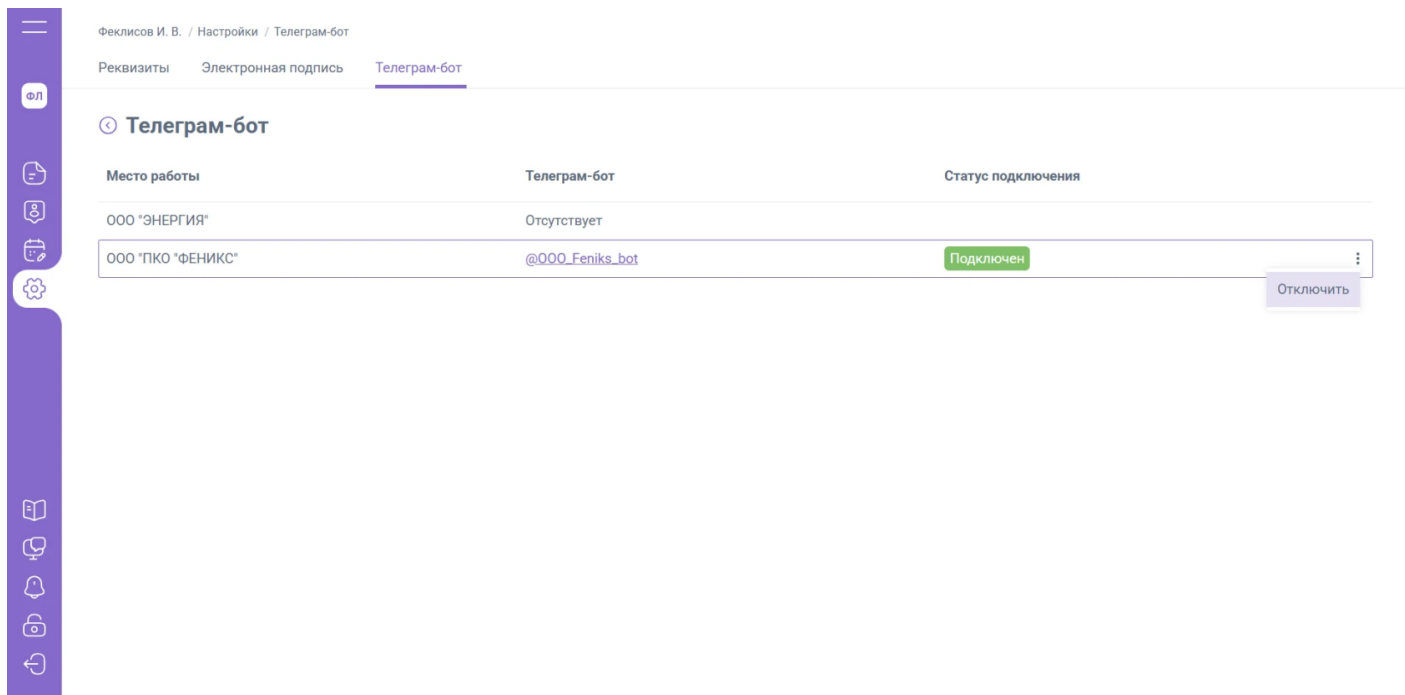 Феклисов И. В. / Настройки / Телеграм-бот
Реквизиты Электронная подпись Телеграм-бот
ФЛ
Телеграм-бот
Место работы Телеграм-бот Статус подключения
ООО "ЭНЕРГИЯ" Отсутствует
ООО "ПКО "ФЕНИКС" @OOO_Feniks_bot Подключен
Отключить